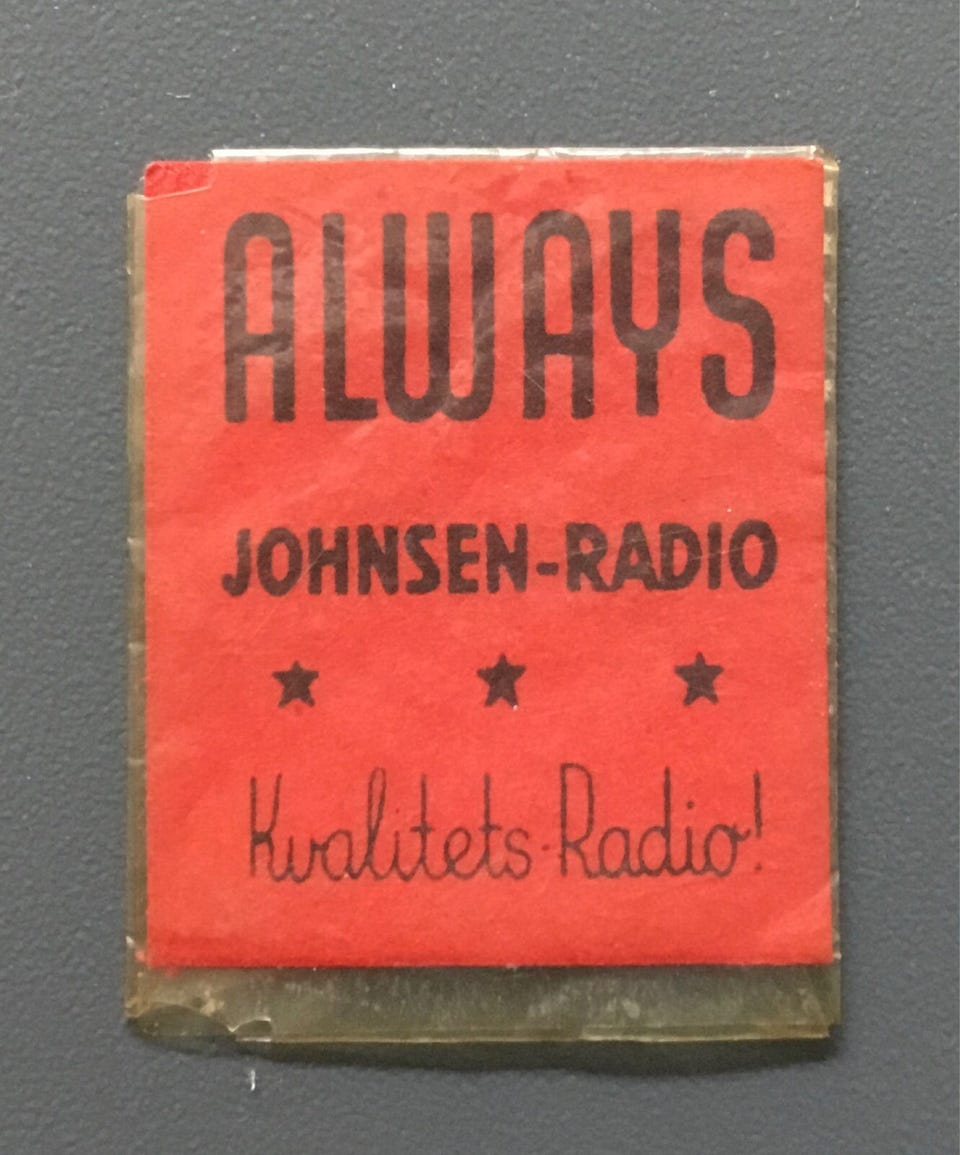 ALWAYS
JOHNSEN-RADIO
★ ★ ★
Kvalitets-Radio!